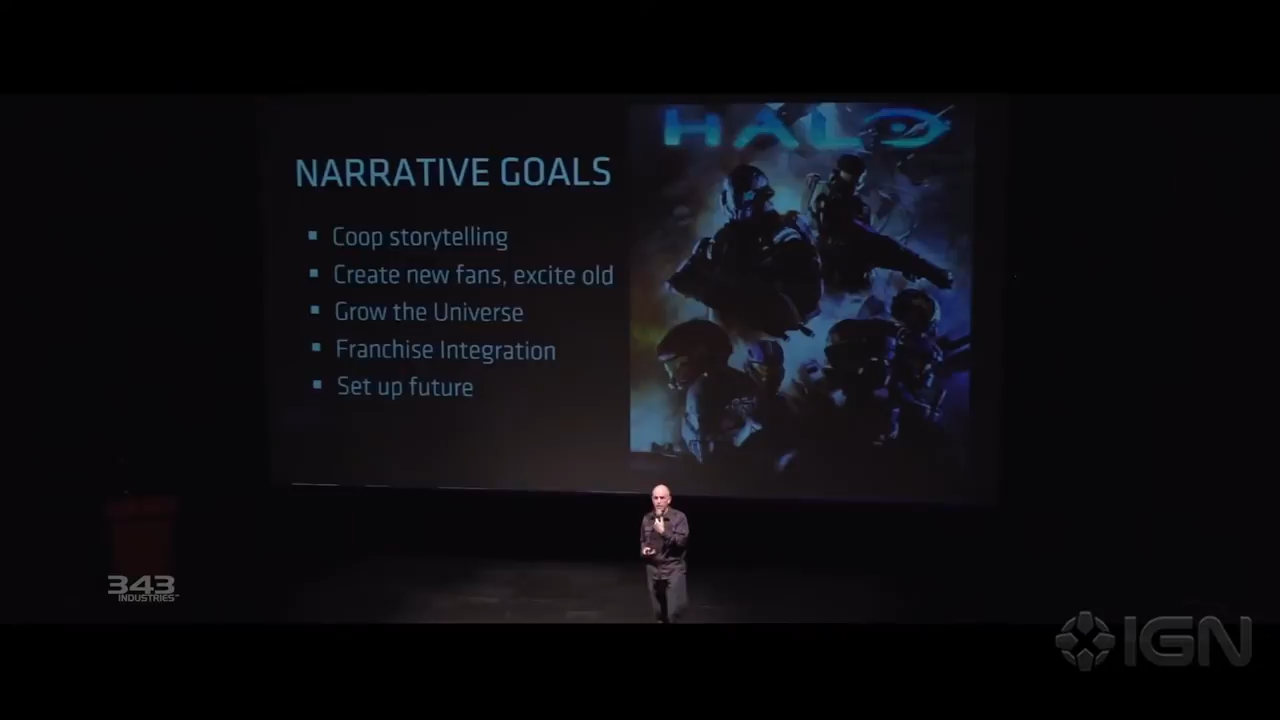 HALO
NARRATIVE GOALS
▪ Coop storytelling
▪ Create new fans, excite old
▪ Grow the Universe
▪ Franchise Integration
▪ Set up future
343
INDUSTRIES™
IGN